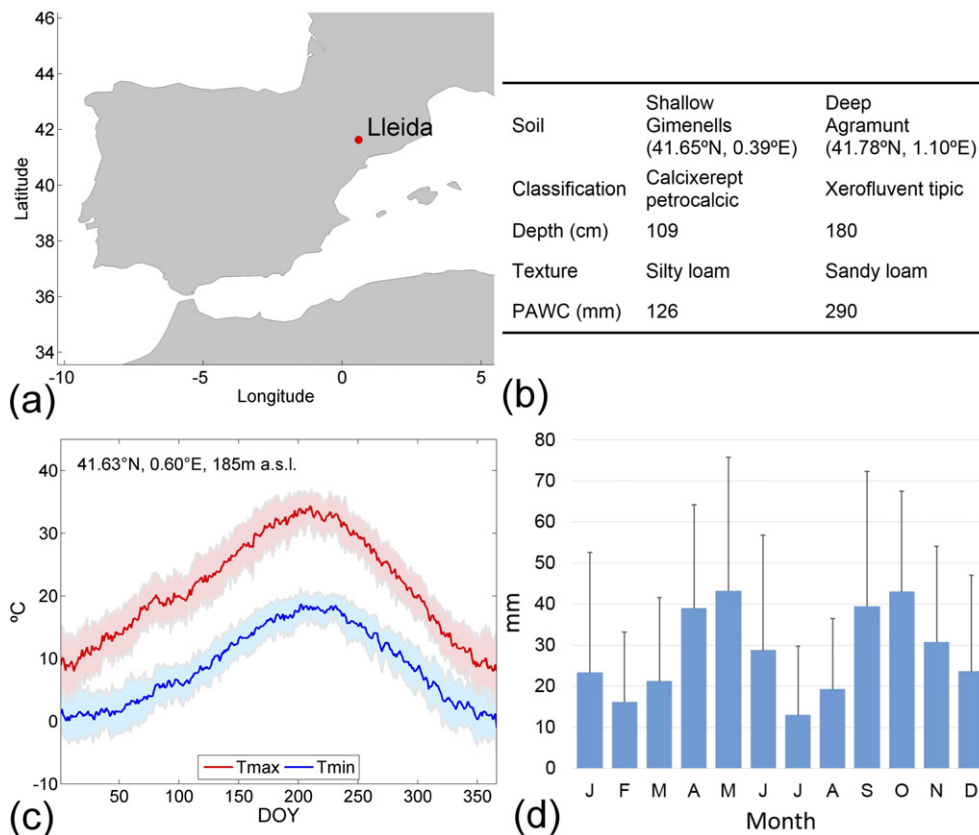 46
44
42
40
38
36
34
Latitude
-10
-5
0
5
Longitude
Lleida
(a)
Soil
Shallow
Gimenells
(41.65ºN, 0.39ºE)
Deep
Agramunt
(41.78ºN, 1.10ºE)
Classification
Calcixerept
petrocalcic
Xerofluvent tipic
Depth (cm) 109 180
Texture Silty loam Sandy loam
PAWC (mm) 126 290
(b)
41.63°N, 0.60°E, 185m a.s.l.
40
30
20
10
0
-10
ºC
50 100 150 200 250 300 350
DOY
Tmax Tmin
(c)
80
70
60
50
40
30
20
10
0
mm
J F M A M J J A S O N D
Month
(d)